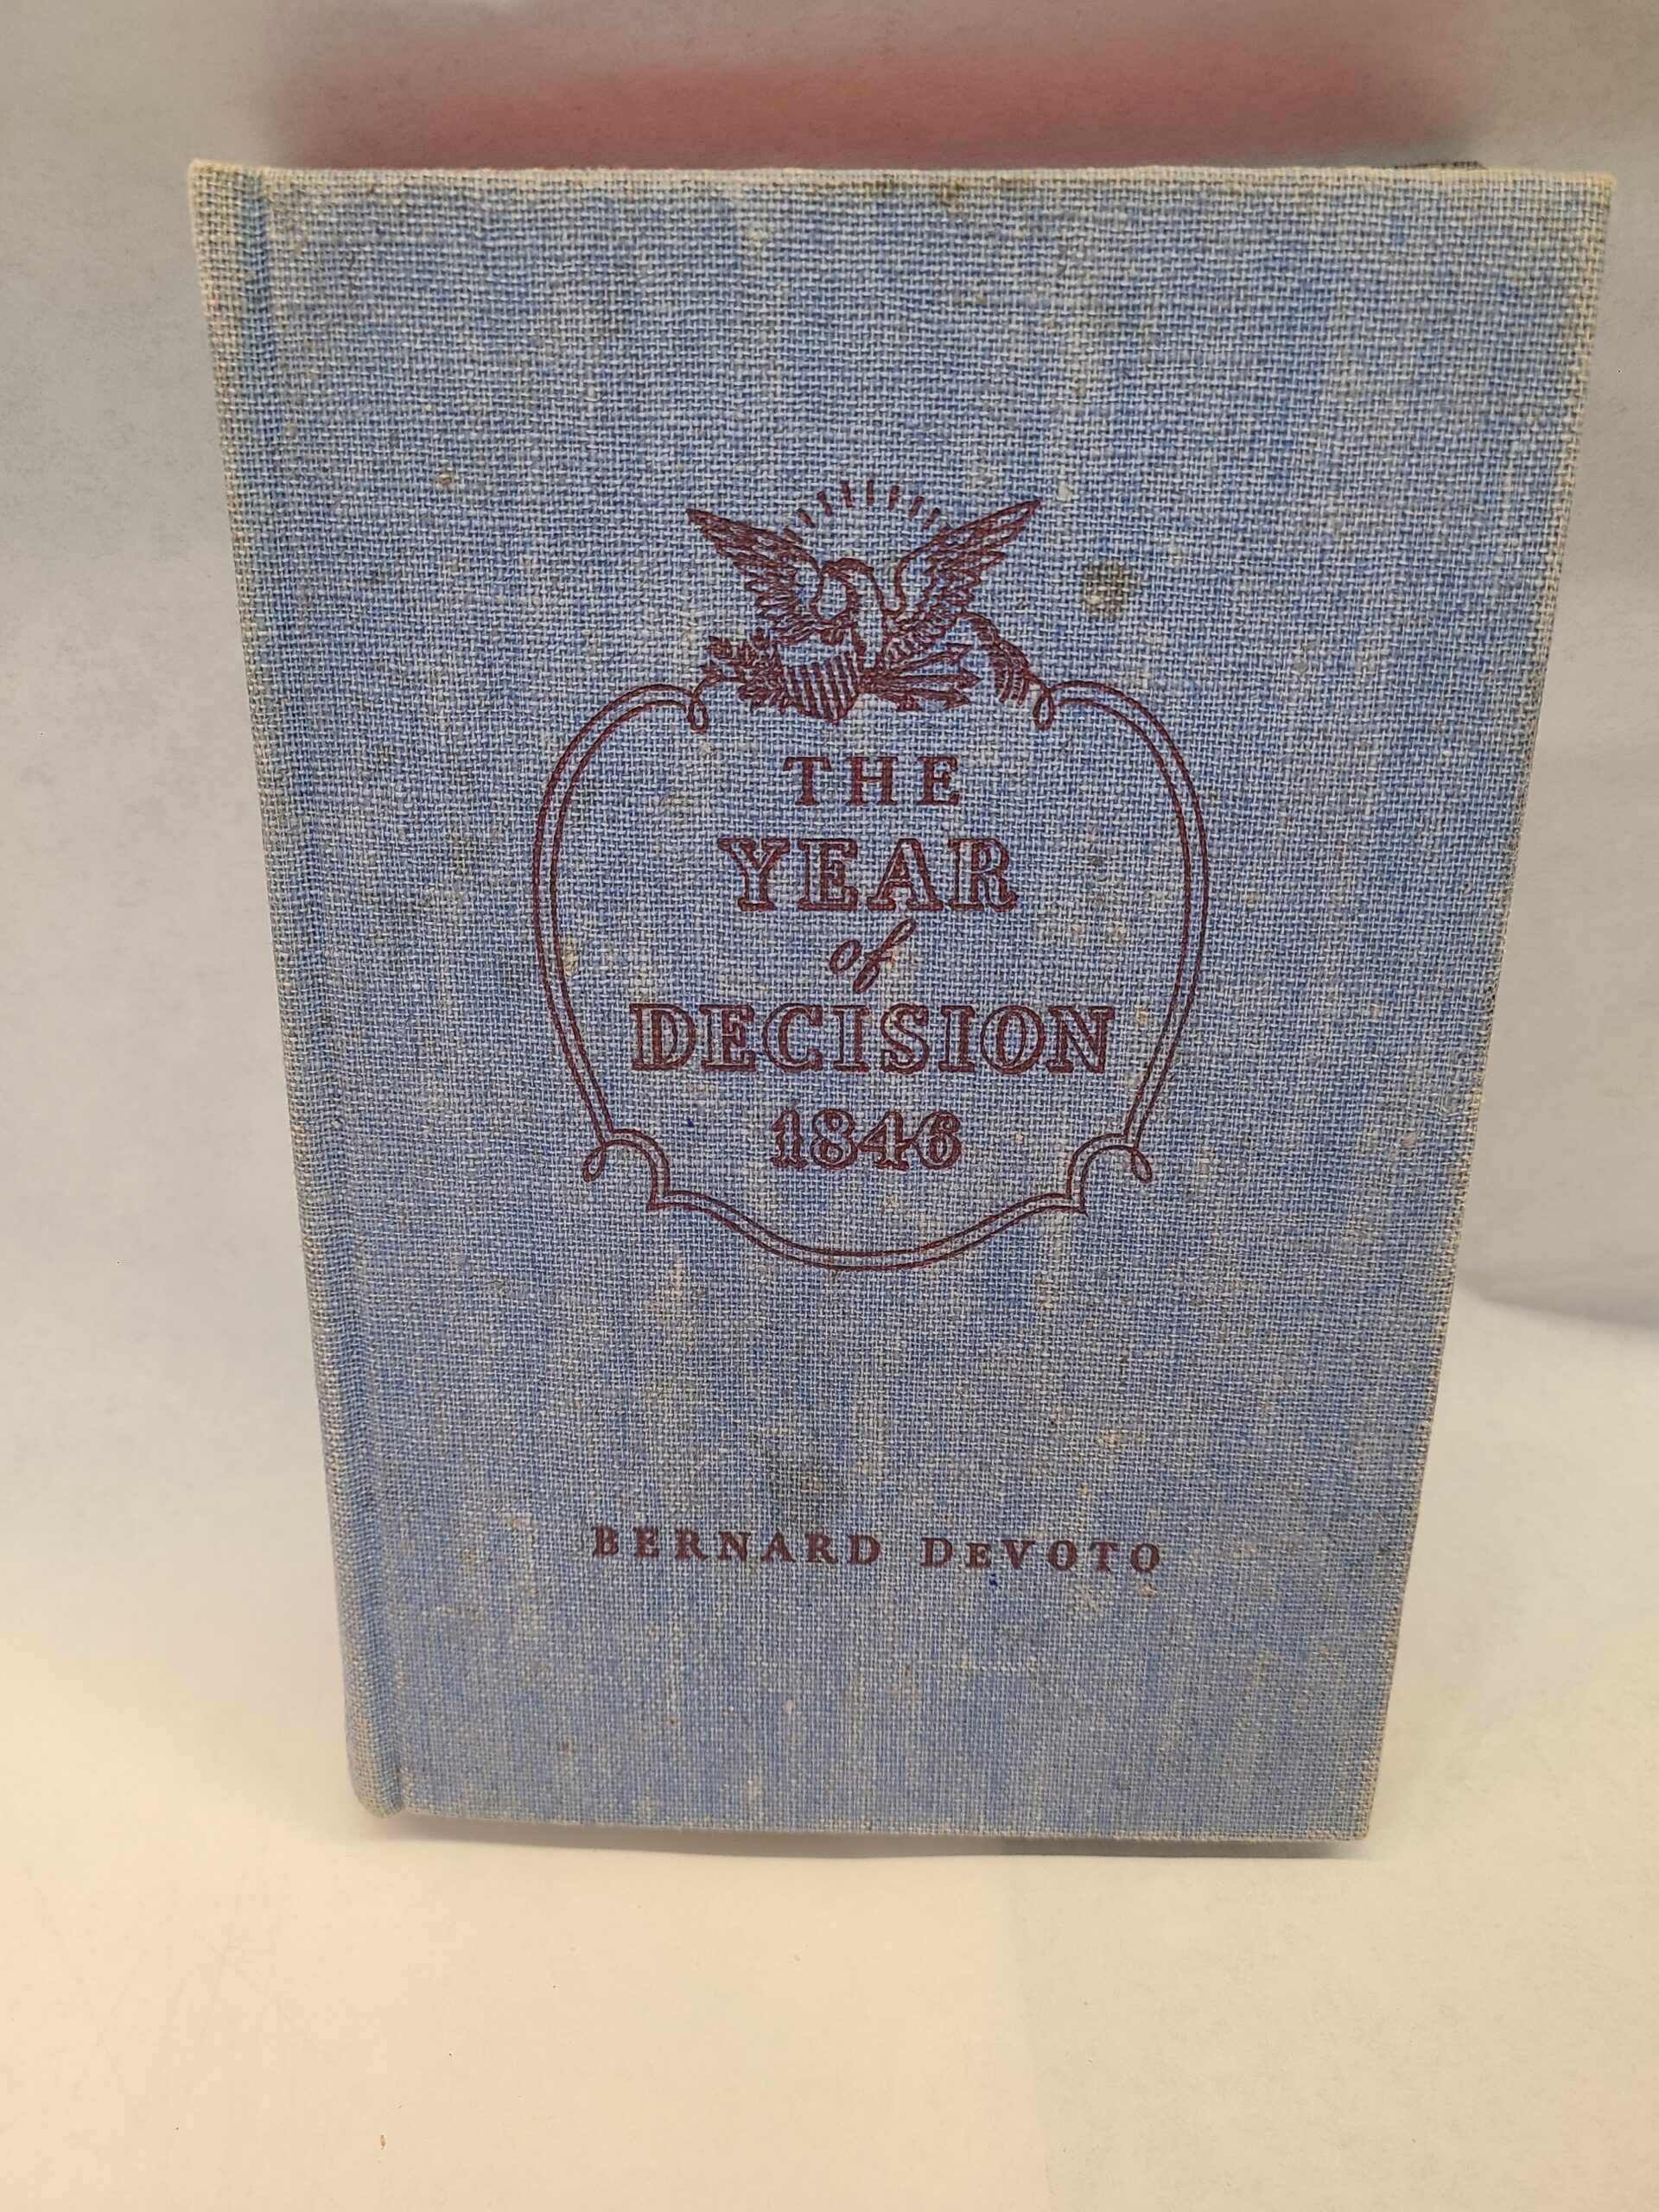 THE
YEAR
of
DECISION
1846
BERNARD DEVOTO